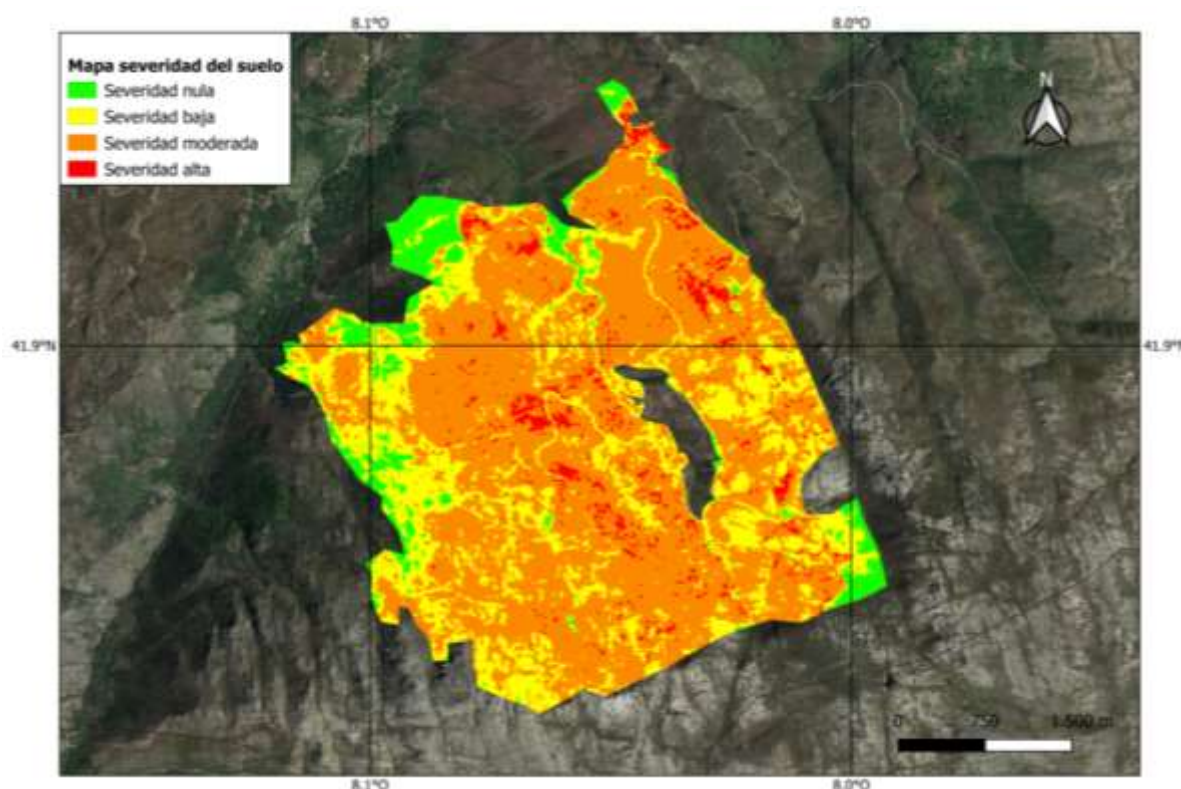 8.1°O 8.0°O
Mapa severidad del suelo
Severidad nula
Severidad baja
Severidad moderada
Severidad alta
N
41.9°N 41.9°N
0 750 1.500 m
8.1°O 8.0°O